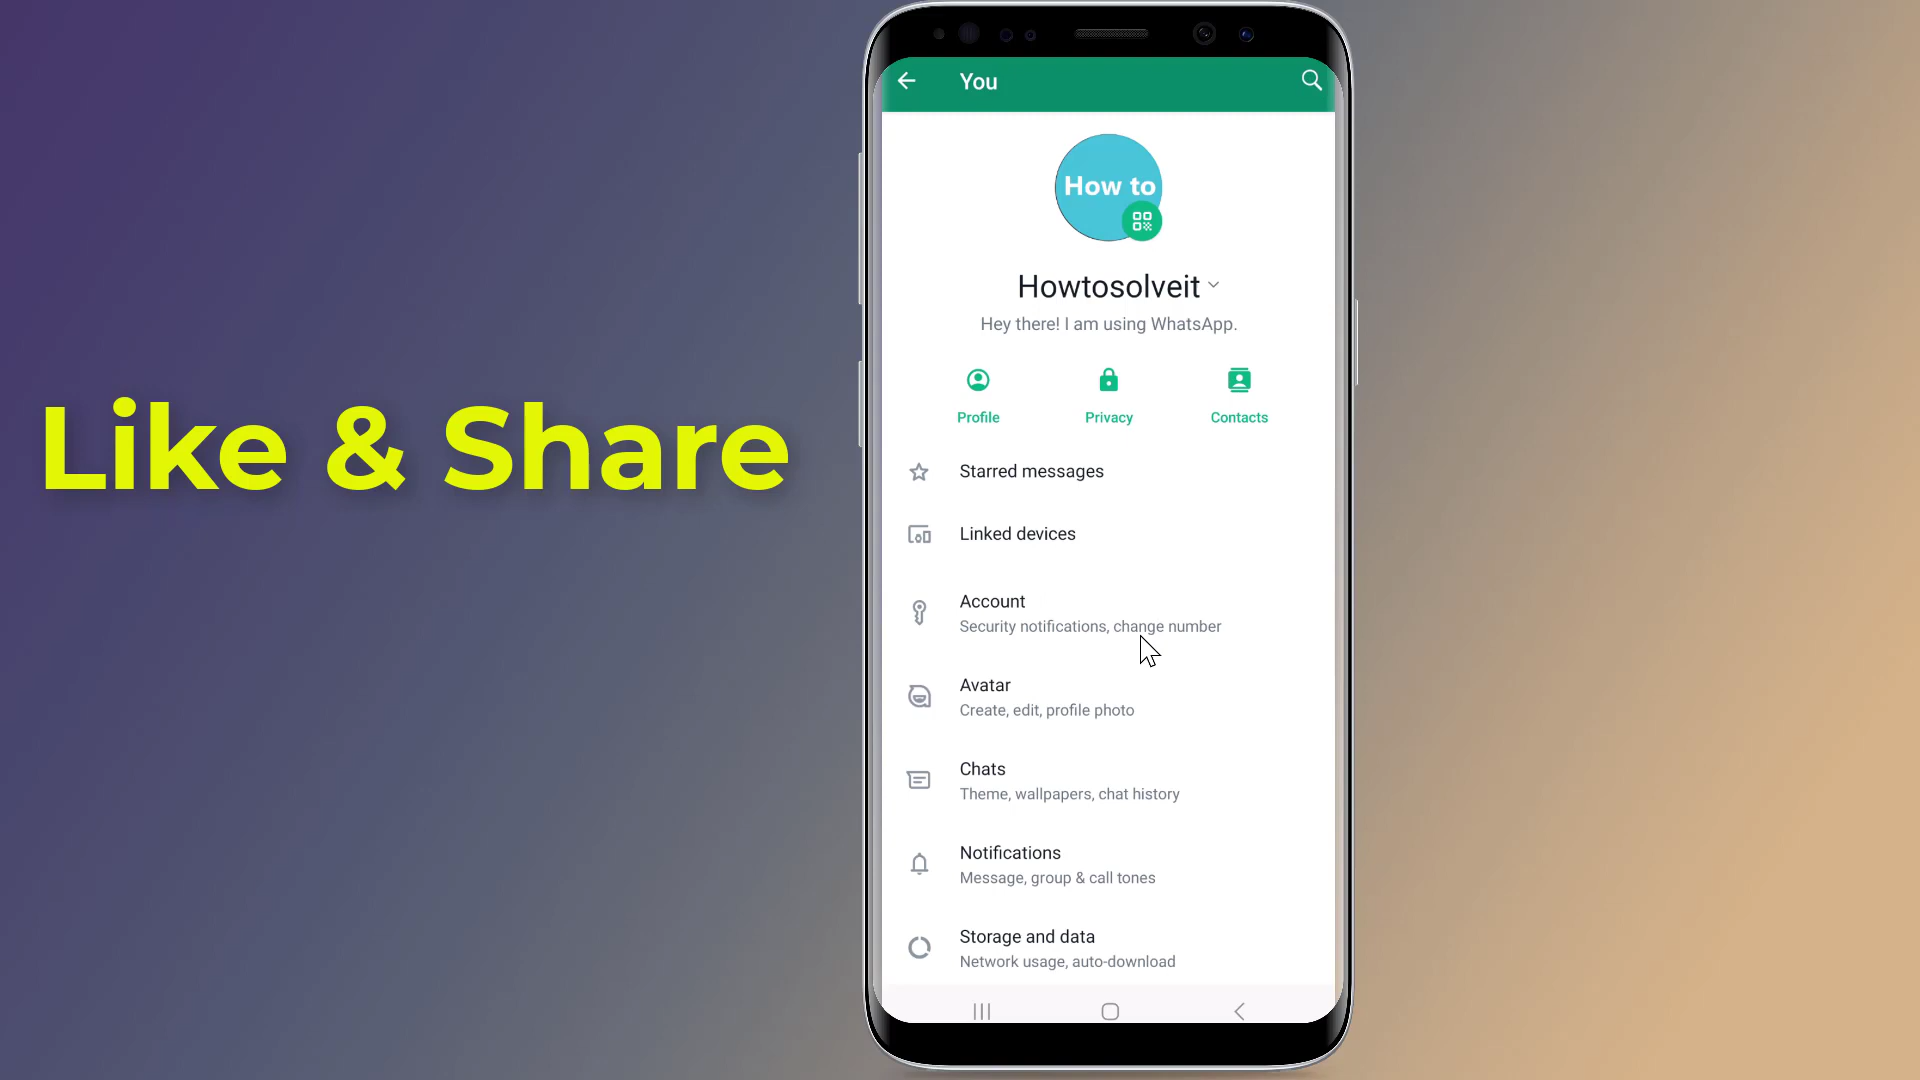 Like & Share
You
How to
Howtosolveit
Hey there! I am using WhatsApp.
Profile
Privacy
Contacts
Starred messages
Linked devices
Account
Security notifications, change number
Avatar
Create, edit, profile photo
Chats
Theme, wallpapers, chat history
Notifications
Message, group & call tones
Storage and data
Network usage, auto-download